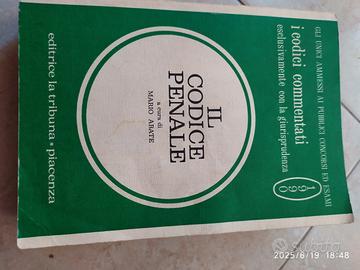 GLI UNICI AMMESSI AI PUBBLICI CONCORSI ED ESAMI
i codici commentati
esclusivamente con la giurisprudenza
1990
IL
CODICE
PENALE
a cura di
MARIO ABATE
editrice la tribuna • piacenza
subito
2025/6/19 18:48